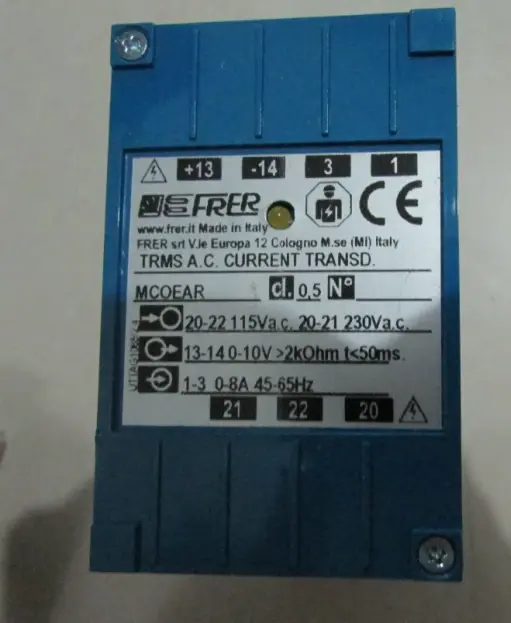 +13 -14 3 1
FRER CE
www.frer.it Made in Italy
FRER srl V.le Europa 12 Cologno M.se (MI) Italy
TRMS A.C. CURRENT TRANSD.
MCOEAR cl. 0,5 N°
20-22 115Va.c. 20-21 230Va.c.
13-14 0-10V >2kOhm t<50ms.
1-3 0-8A 45-65Hz
21 22 20